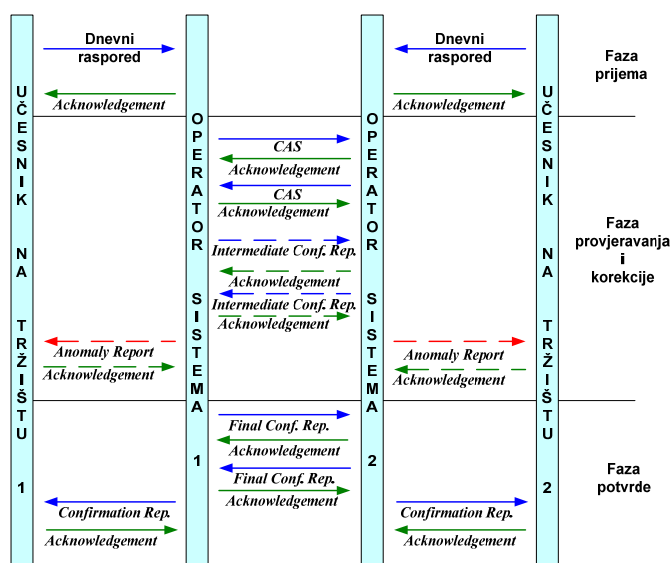 Dnevni
raspored
Acknowledgement
Dnevni
raspored
Acknowledgement
Faza
prijema
UČESNIK NA TRŽIŠTU 1
OPERATOR SISTEMA 1
OPERATOR SISTEMA 2
UČESNIK NA TRŽIŠTU 2
CAS
Acknowledgement
CAS
Acknowledgement
Intermediate Conf. Rep.
Acknowledgement
Intermediate Conf. Rep.
Acknowledgement
Anomaly Report
Acknowledgement
Anomaly Report
Acknowledgement
Faza
provjeravanja
i
korekcije
Final Conf. Rep.
Acknowledgement
Final Conf. Rep.
Acknowledgement
Confirmation Rep.
Acknowledgement
Confirmation Rep.
Acknowledgement
Faza
potvrde